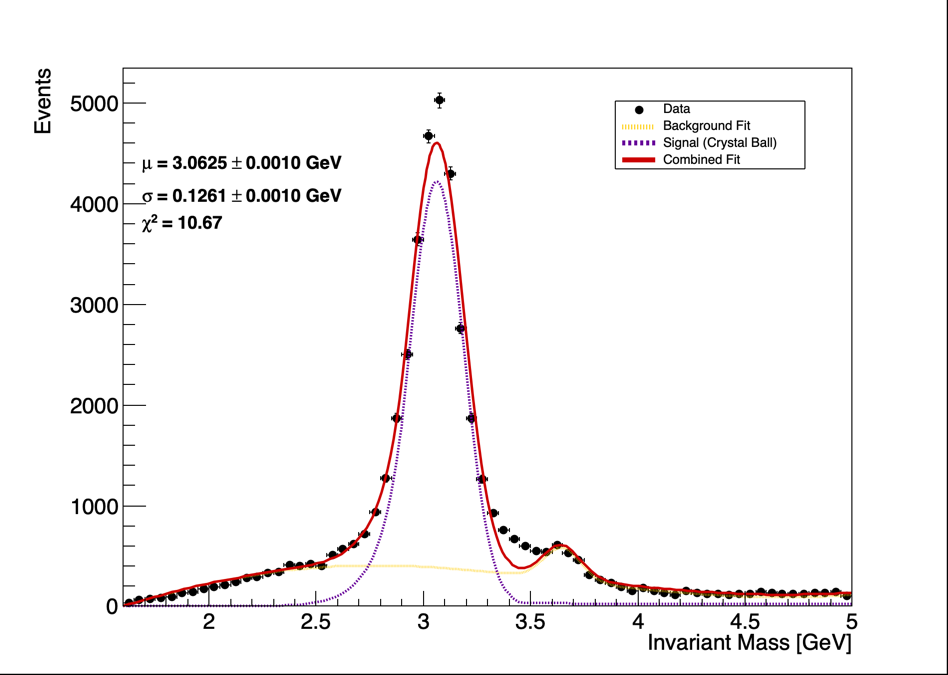 Events
5000
4000
3000
2000
1000
0
μ = 3.0625 ± 0.0010 GeV
σ = 0.1261 ± 0.0010 GeV
χ² = 10.67
Data
Background Fit
Signal (Crystal Ball)
Combined Fit
2 2.5 3 3.5 4 4.5 5
Invariant Mass [GeV]